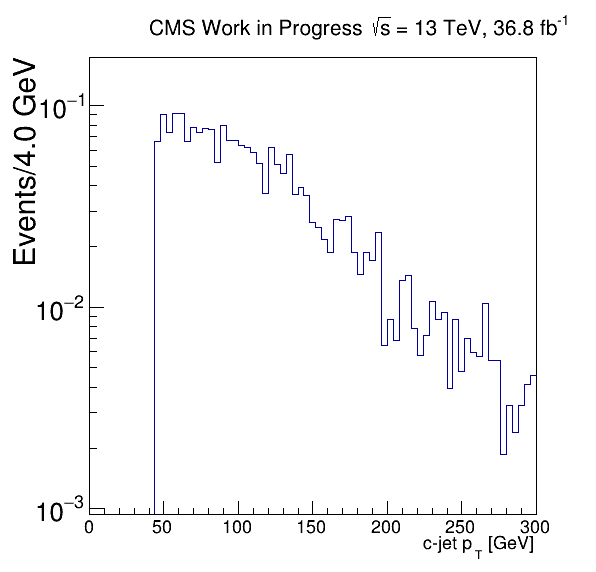 CMS Work in Progress √s = 13 TeV, 36.8 fb⁻¹
Events/4.0 GeV
10⁻¹
10⁻²
10⁻³
0 50 100 150 200 250 300
c-jet p_T [GeV]